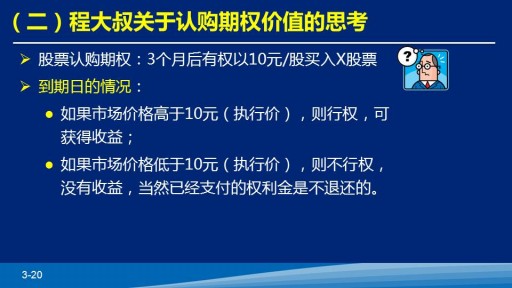 （二）程大叔关于认购期权价值的思考
股票认购期权：3个月后有权以10元/股买入X股票
到期日的情况：
如果市场价格高于10元（执行价），则行权，可
获得收益；
如果市场价格低于10元（执行价），则不行权，
没有收益，当然已经支付的权利金是不退还的。
?
3-20